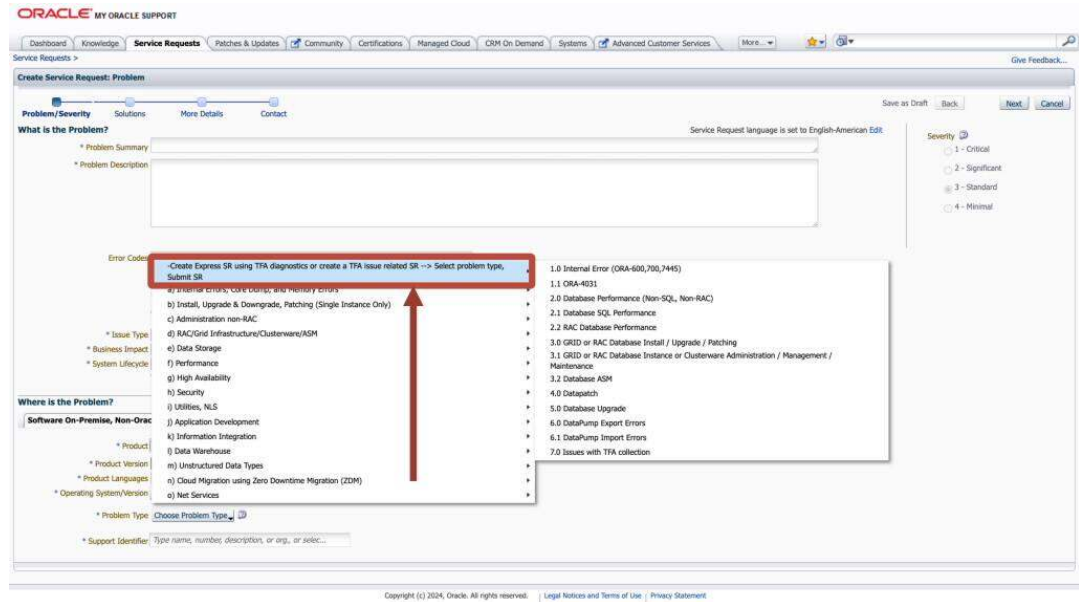 ORACLE MY ORACLE SUPPORT
Dashboard Knowledge Service Requests Patches & Updates Community Certifications Managed Cloud CRM On Demand Systems Advanced Customer Services More...
Service Requests >
Give Feedback...
Create Service Request: Problem
Problem/Severity Solutions More Details Contact
Save as Draft Back Next Cancel
What is the Problem?
Service Request language is set to English-American Edit
* Problem Summary
* Problem Description
Severity
1 - Critical
2 - Significant
3 - Standard
4 - Minimal
Error Codes
-Create Express SR using TFA diagnostics or create a TFA issue related SR --> Select problem type,
Submit SR
a) Internal Errors, Core Dump, and Memory Errors
b) Install, Upgrade & Downgrade, Patching (Single Instance Only)
c) Administration non-RAC
d) RAC/Grid Infrastructure/Clusterware/ASM
e) Data Storage
f) Performance
g) High Availability
h) Security
i) Utilities, NLS
j) Application Development
k) Information Integration
l) Data Warehouse
m) Unstructured Data Types
n) Cloud Migration using Zero Downtime Migration (ZDM)
o) Net Services
1.0 Internal Error (ORA-600,700,7445)
1.1 ORA-4031
2.0 Database Performance (Non-SQL, Non-RAC)
2.1 Database SQL Performance
2.2 RAC Database Performance
3.0 GRID or RAC Database Install / Upgrade / Patching
3.1 GRID or RAC Database Instance or Clusterware Administration / Management /
Maintenance
3.2 Database ASM
4.0 Datapatch
5.0 Database Upgrade
6.0 DataPump Export Errors
6.1 DataPump Import Errors
7.0 Issues with TFA collection
* Issue Type
* Business Impact
* System Lifecycle
Where is the Problem?
Software On-Premise, Non-Orac
* Product
* Product Version
* Product Languages
* Operating System/Version
* Problem Type Choose Problem Type
* Support Identifier Type name, number, description, or org., or selec...
Copyright (c) 2024, Oracle. All rights reserved. | Legal Notices and Terms of Use | Privacy Statement